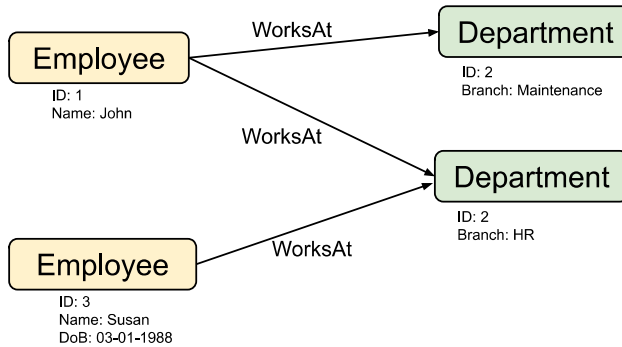 WorksAt
Department
ID: 2
Branch: Maintenance
Employee
ID: 1
Name: John
WorksAt
Department
ID: 2
Branch: HR
WorksAt
Employee
ID: 3
Name: Susan
DoB: 03-01-1988